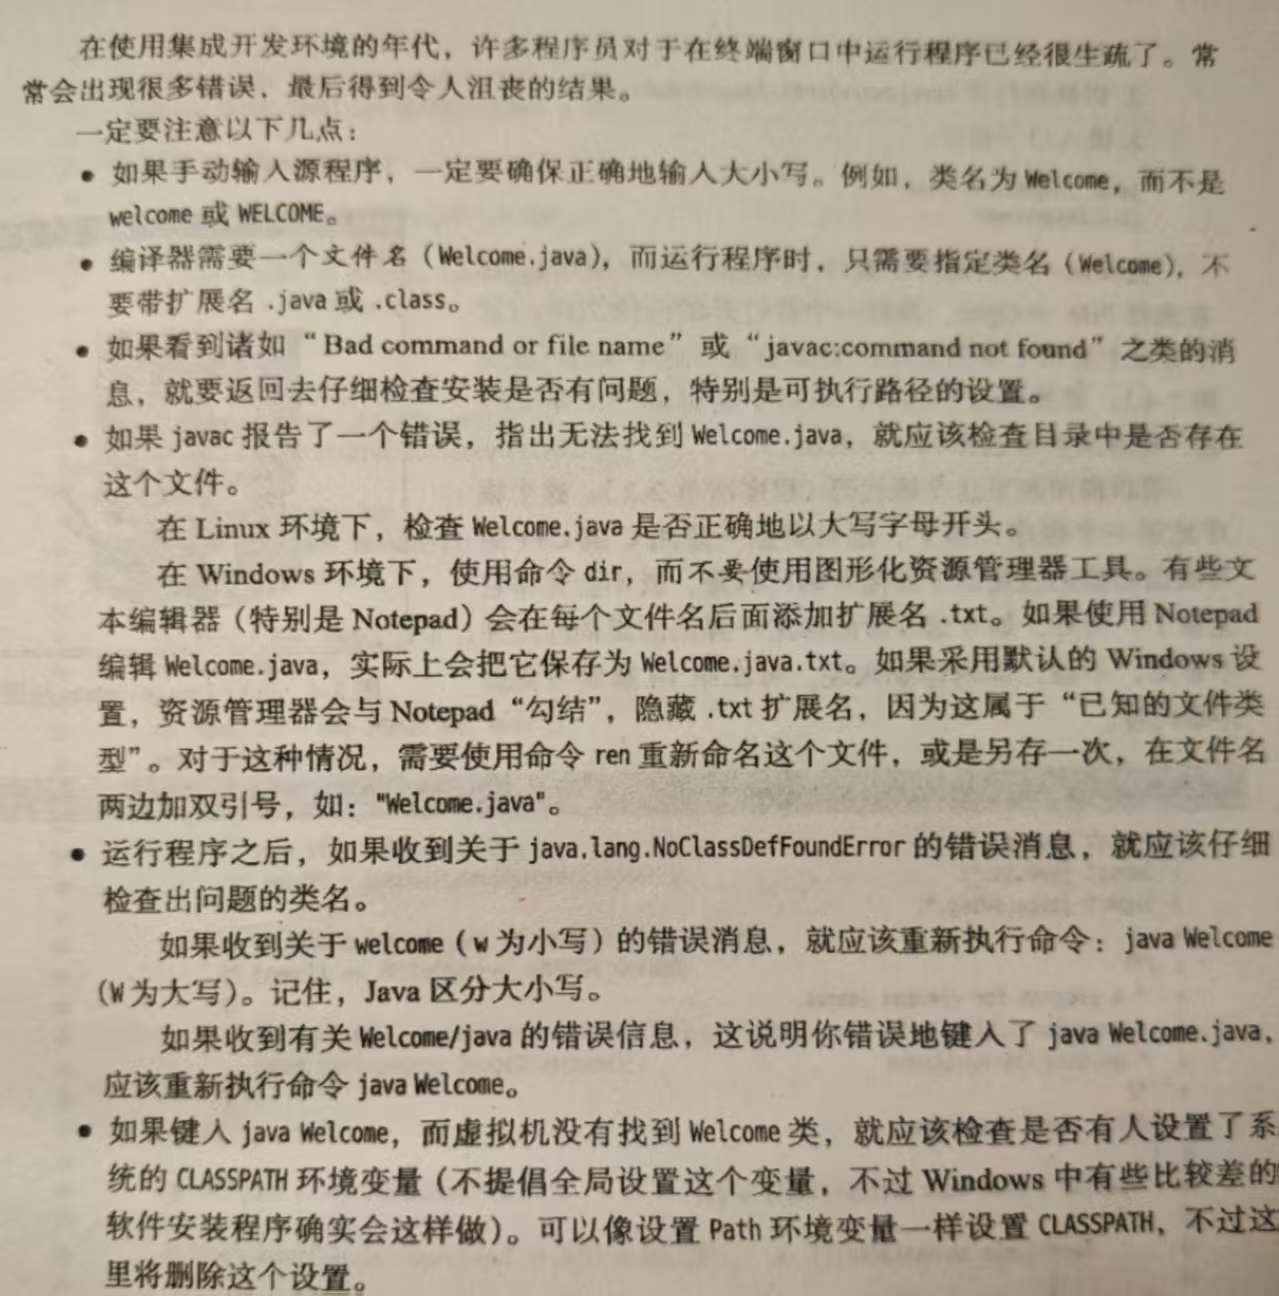 在使用集成开发环境的年代，许多程序员对于在终端窗口中运行程序已经很生疏了。常
常会出现很多错误，最后得到令人沮丧的结果。
一定要注意以下几点：
• 如果手动输入源程序，一定要确保正确地输入大小写。例如，类名为 Welcome，而不是
welcome 或 WELCOME。
• 编译器需要一个文件名（Welcome.java），而运行程序时，只需要指定类名（Welcome），不
要带扩展名 .java 或 .class。
• 如果看到诸如“Bad command or file name”或“javac:command not found”之类的消
息，就要返回去仔细检查安装是否有问题，特别是可执行路径的设置。
• 如果 javac 报告了一个错误，指出无法找到 Welcome.java，就应该检查目录中是否存在
这个文件。
在 Linux 环境下，检查 Welcome.java 是否正确地以大写字母开头。
在 Windows 环境下，使用命令 dir，而不要使用图形化资源管理器工具。有些文
本编辑器（特别是 Notepad）会在每个文件名后面添加扩展名 .txt。如果使用 Notepad
编辑 Welcome.java，实际上会把它保存为 Welcome.java.txt。如果采用默认的 Windows 设
置，资源管理器会与 Notepad“勾结”，隐藏 .txt 扩展名，因为这属于“已知的文件类
型”。对于这种情况，需要使用命令 ren 重新命名这个文件，或是另存一次，在文件名
两边加双引号，如："Welcome.java"。
• 运行程序之后，如果收到关于 java.lang.NoClassDefFoundError 的错误消息，就应该仔细
检查出问题的类名。
如果收到关于 welcome（w 为小写）的错误消息，就应该重新执行命令：java Welcome
（W 为大写）。记住，Java 区分大小写。
如果收到有关 Welcome/java 的错误信息，这说明你错误地键入了 java Welcome.java，
应该重新执行命令 java Welcome。
• 如果键入 java Welcome，而虚拟机没有找到 Welcome 类，就应该检查是否有人设置了系
统的 CLASSPATH 环境变量（不提倡全局设置这个变量，不过 Windows 中有些比较差的
软件安装程序确实会这样做）。可以像设置 Path 环境变量一样设置 CLASSPATH，不过这
里将删除这个设置。